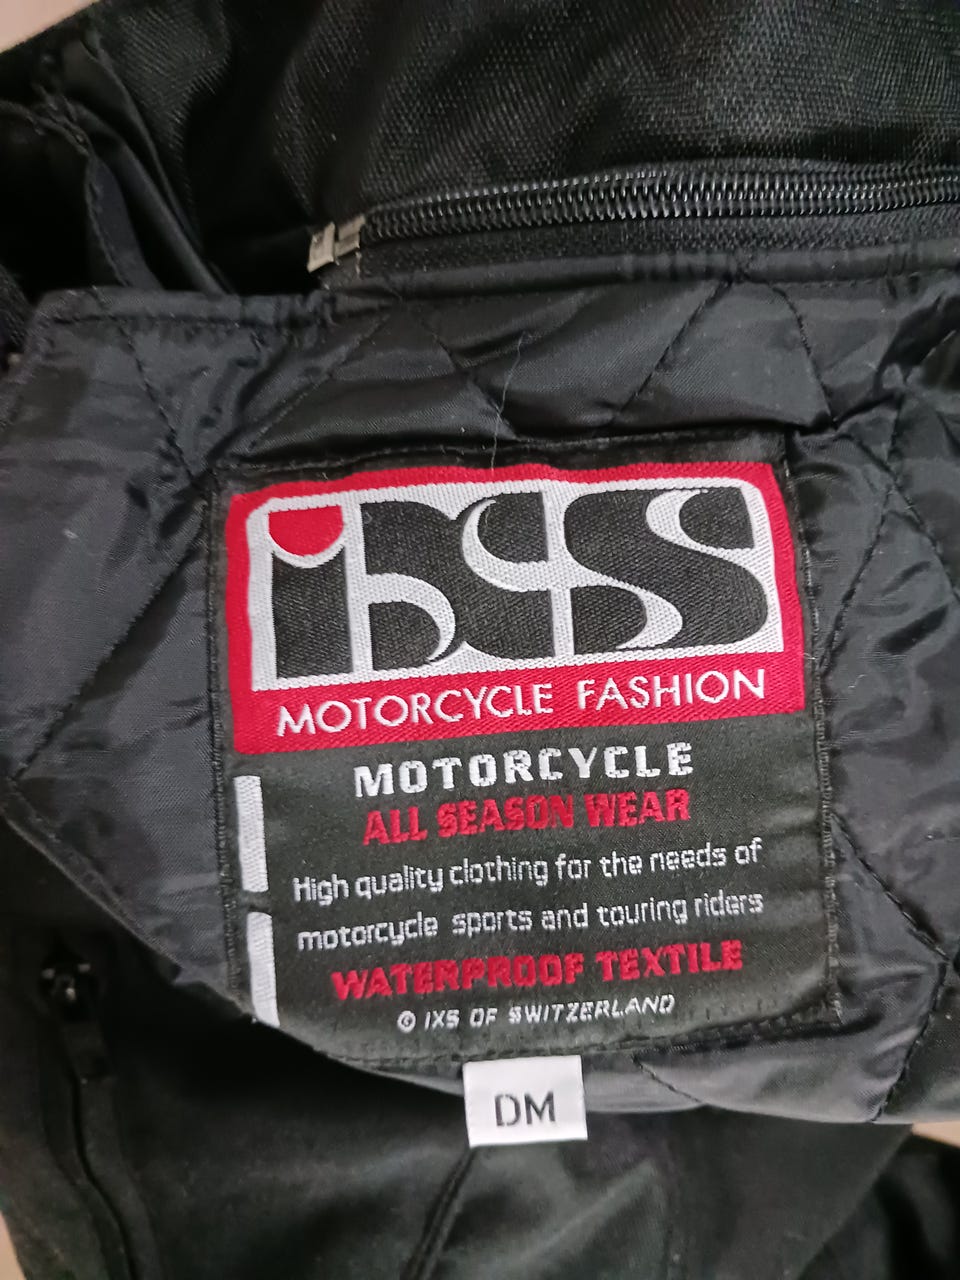 iXS
MOTORCYCLE FASHION
MOTORCYCLE
ALL SEASON WEAR
High quality clothing for the needs of
motorcycle sports and touring riders
WATERPROOF TEXTILE
© IXS OF SWITZERLAND
DM